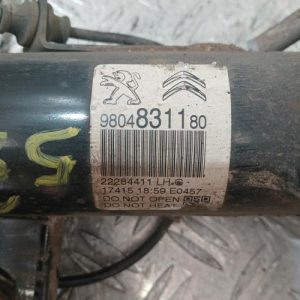 9804831180
22284411 LH
17415 18:59 E0457
DO NOT OPEN
DO NOT HEAT